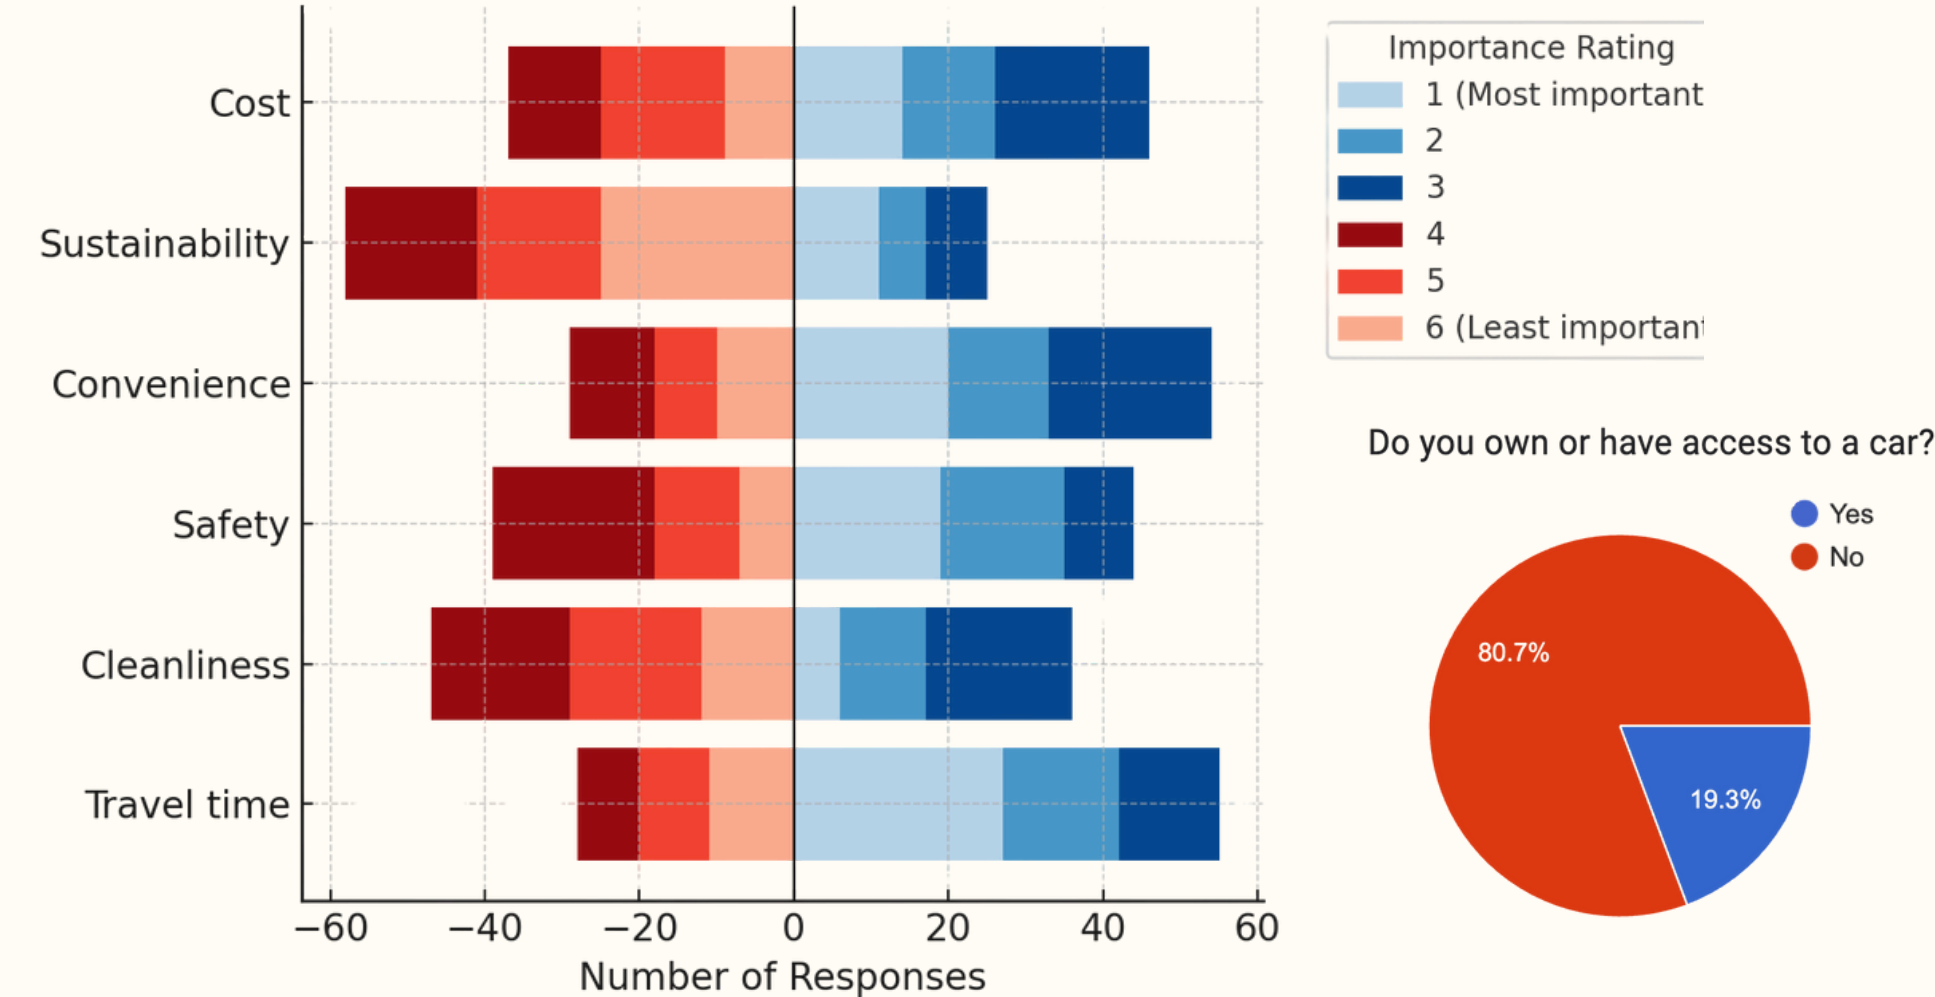 Cost
Sustainability
Convenience
Safety
Cleanliness
Travel time
−60 −40 −20 0 20 40 60
Number of Responses
Importance Rating
1 (Most important
2
3
4
5
6 (Least important
Do you own or have access to a car?
Yes
No
80.7%
19.3%